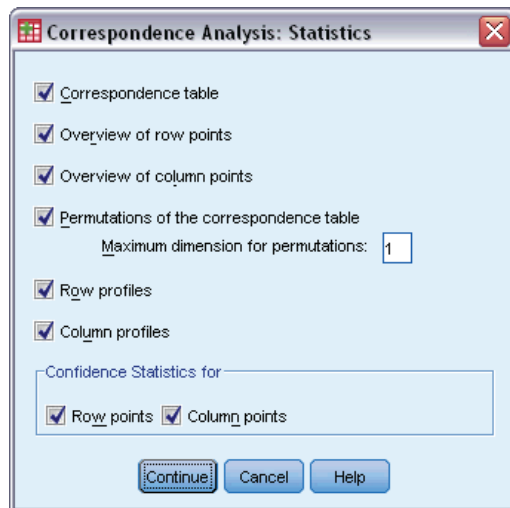 Correspondence Analysis: Statistics
Correspondence table
Overview of row points
Overview of column points
Permutations of the correspondence table
Maximum dimension for permutations: 1
Row profiles
Column profiles
Confidence Statistics for
Row points Column points
Continue Cancel Help